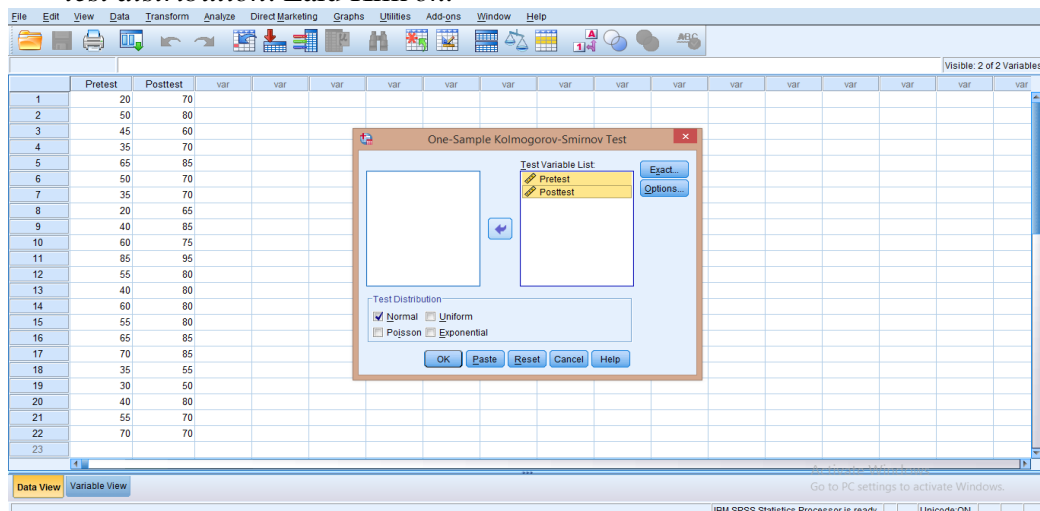 File Edit View Data Transform Analyze Direct Marketing Graphs Utilities Add-ons Window Help
Visible: 2 of 2 Variables
Pretest Posttest var var var var var var var var var var var var var var
1 20 70
2 50 80
3 45 60
4 35 70
5 65 85
6 50 70
7 35 70
8 20 65
9 40 85
10 60 75
11 85 95
12 55 80
13 40 80
14 60 80
15 55 80
16 65 85
17 70 85
18 35 55
19 30 50
20 40 80
21 55 70
22 70 70
23
One-Sample Kolmogorov-Smirnov Test
Test Variable List:
Pretest
Posttest
Exact...
Options...
Test Distribution
Normal Uniform
Poisson Exponential
OK Paste Reset Cancel Help
Data View Variable View
Go to PC settings to activate Windows.
IBM SPSS Statistics Processor is ready Unicode:ON